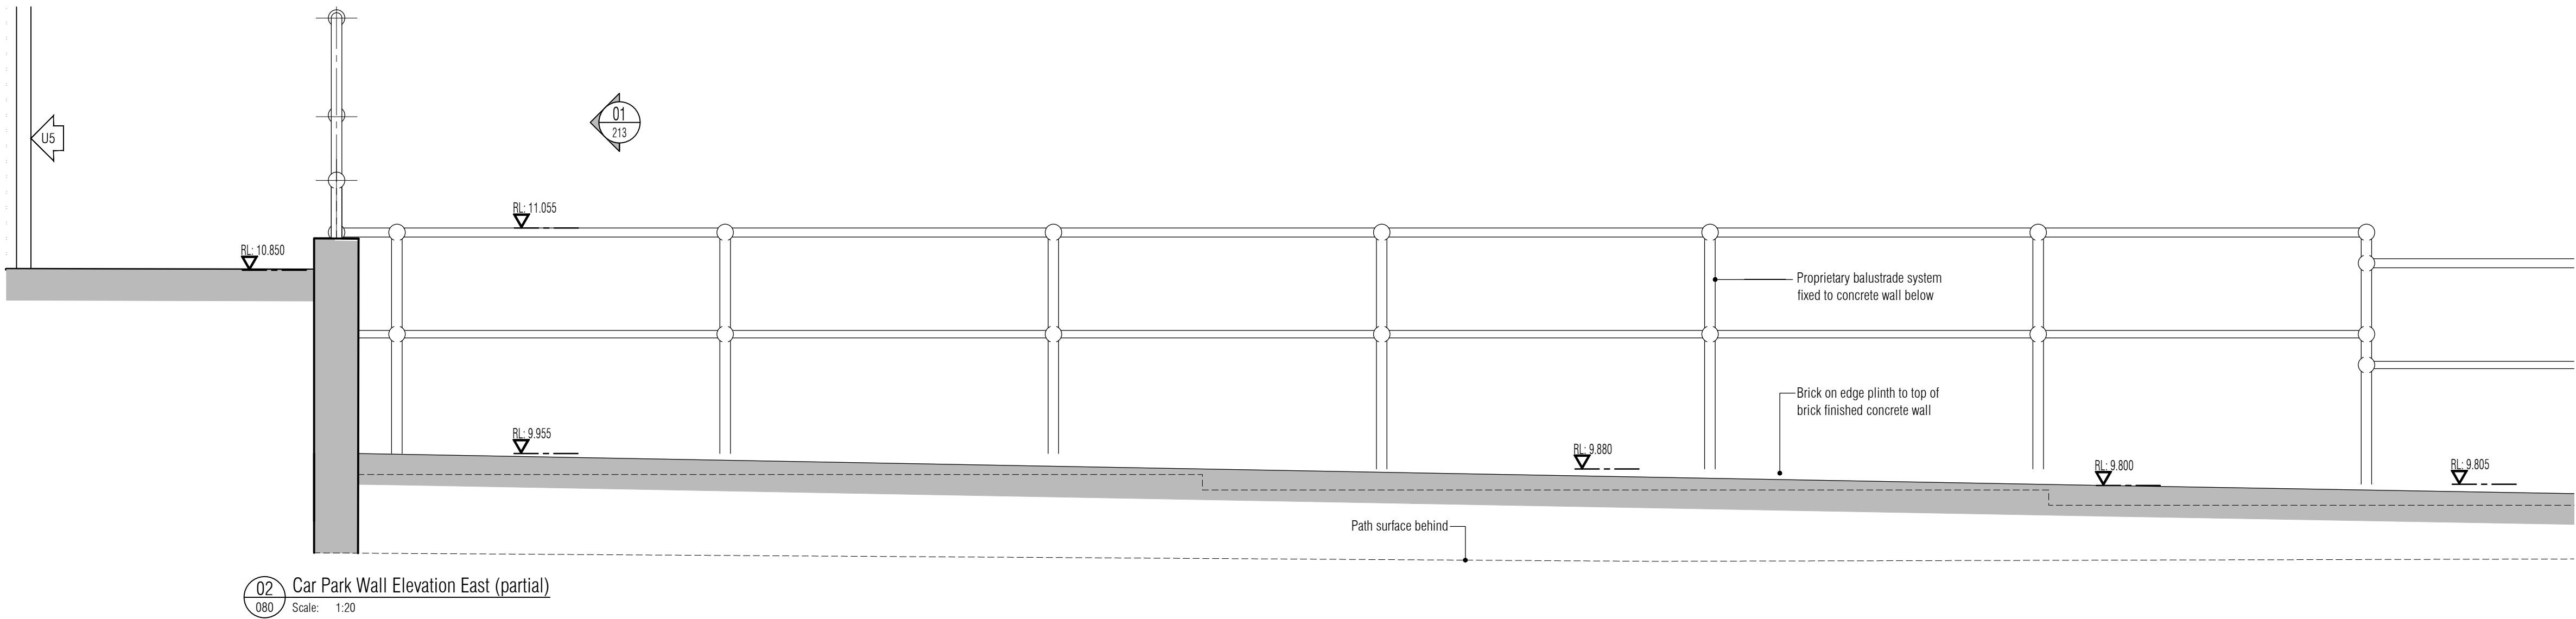 U5
01
213
RL: 11.055
RL: 10.850
Proprietary balustrade system
fixed to concrete wall below
Brick on edge plinth to top of
brick finished concrete wall
RL: 9.955
RL: 9.880
RL: 9.800
RL: 9.805
Path surface behind
02
080
Car Park Wall Elevation East (partial)
Scale: 1:20